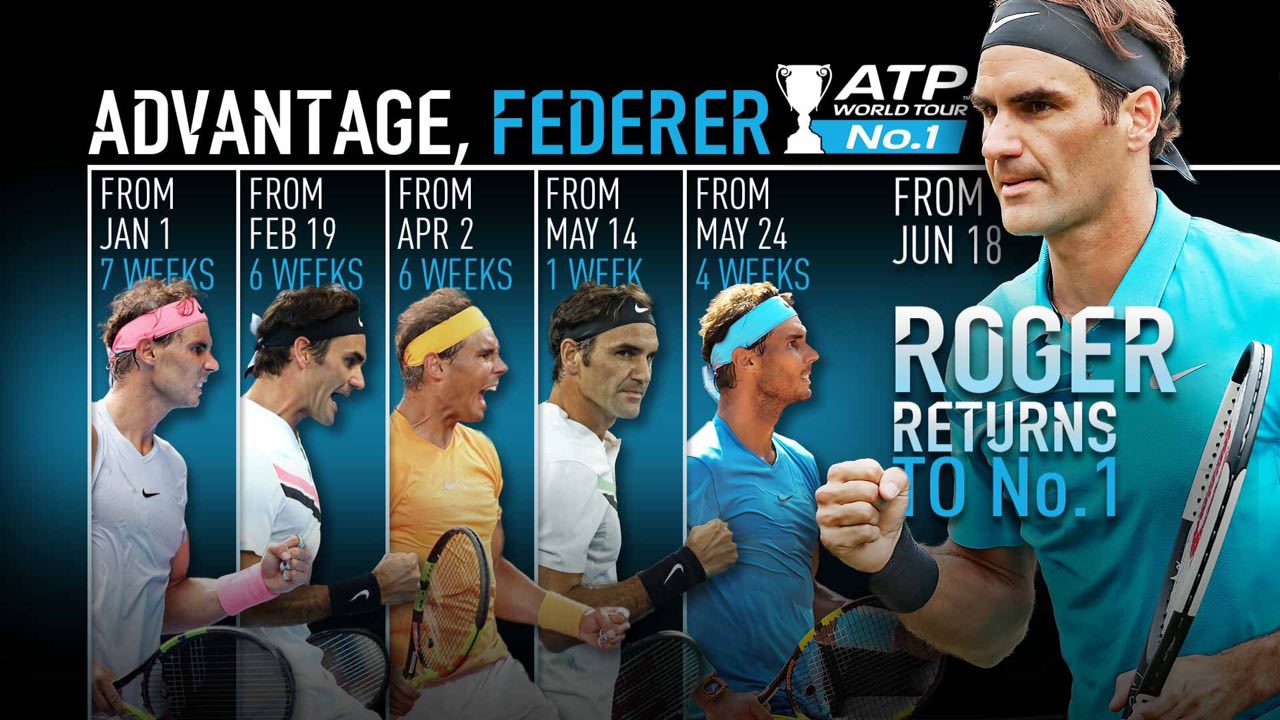 ADVANTAGE, FEDERER
ATP
WORLD TOUR
No.1
FROM
JAN 1
7 WEEKS
FROM
FEB 19
6 WEEKS
FROM
APR 2
6 WEEKS
FROM
MAY 14
1 WEEK
FROM
MAY 24
4 WEEKS
FROM
JUN 18
ROGER
RETURNS
TO No.1